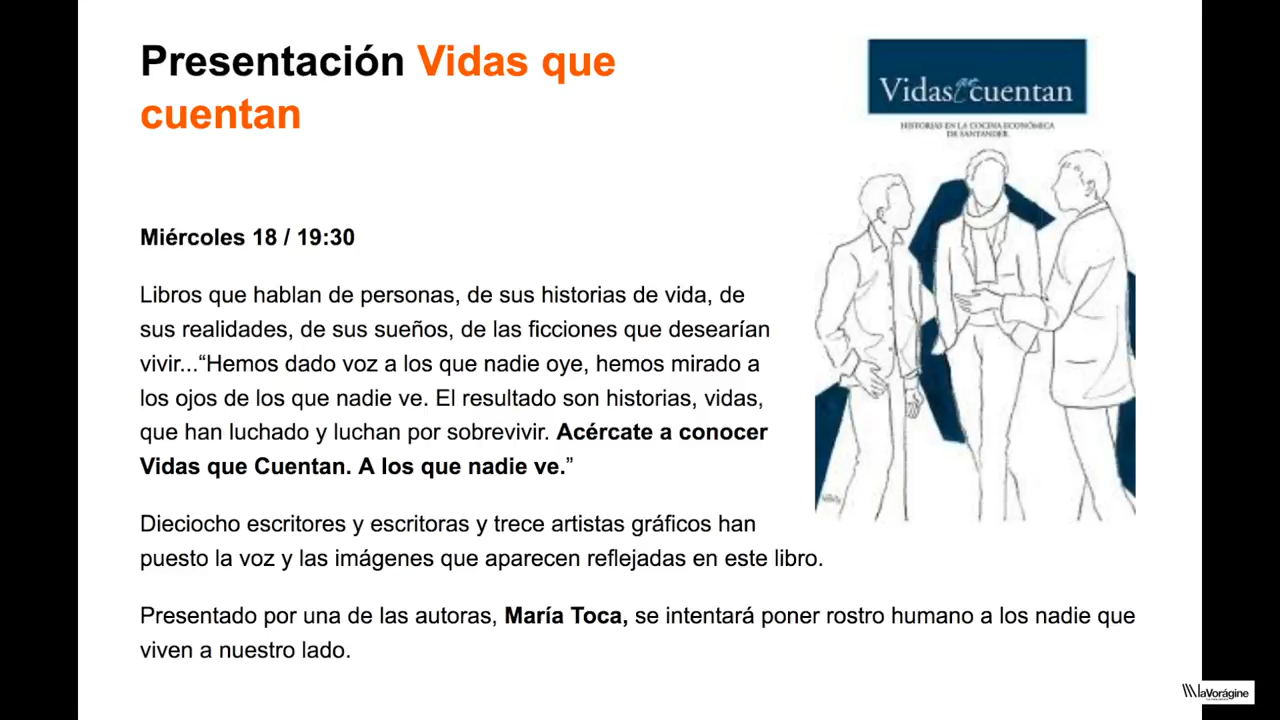 Presentación Vidas que
cuentan
Vidas que cuentan
HISTORIAS EN LA COCINA ECONÓMICA
DE SANTANDER
Miércoles 18 / 19:30
Libros que hablan de personas, de sus historias de vida, de
sus realidades, de sus sueños, de las ficciones que desearían
vivir...“Hemos dado voz a los que nadie oye, hemos mirado a
los ojos de los que nadie ve. El resultado son historias, vidas,
que han luchado y luchan por sobrevivir. Acércate a conocer
Vidas que Cuentan. A los que nadie ve.”
Dieciocho escritores y escritoras y trece artistas gráficos han
puesto la voz y las imágenes que aparecen reflejadas en este libro.
Presentado por una de las autoras, María Toca, se intentará poner rostro humano a los nadie que
viven a nuestro lado.
laVorágine